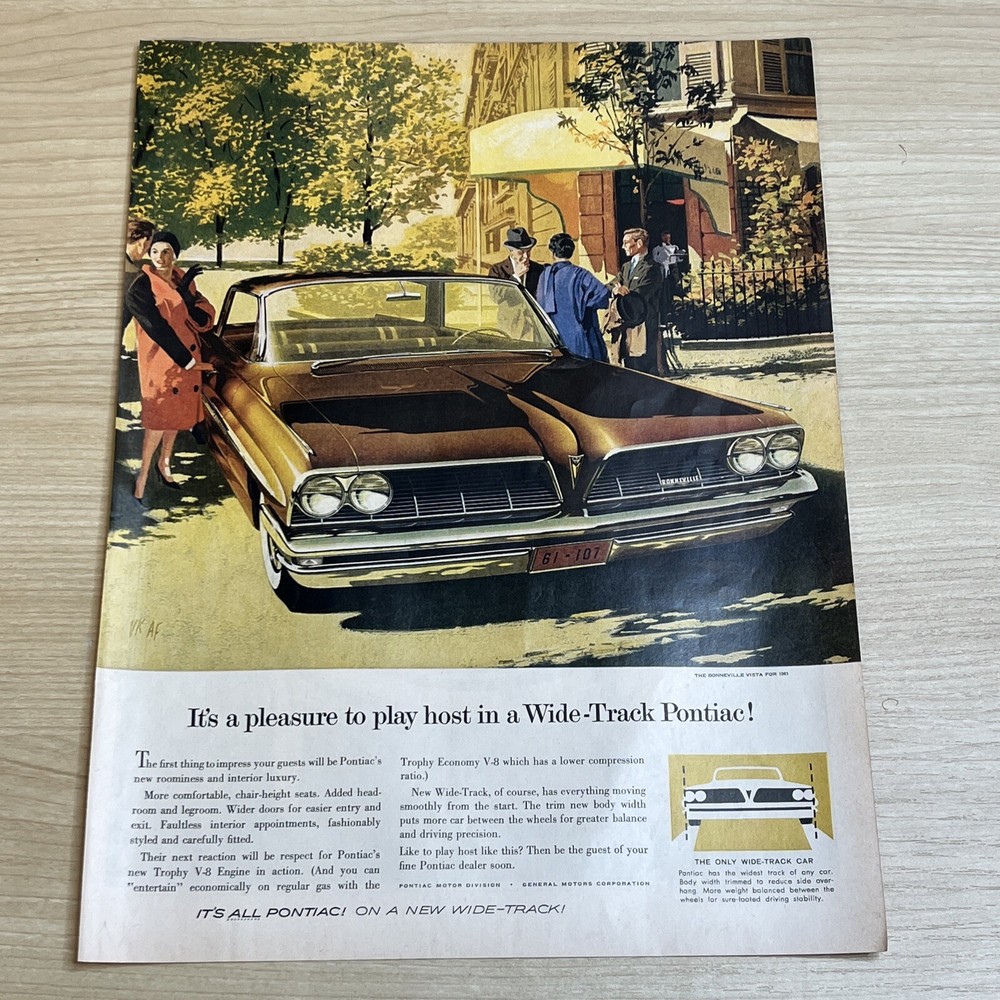 BONNEVILLE
61-107
VK AF
THE BONNEVILLE VISTA FOR 1961
It's a pleasure to play host in a Wide-Track Pontiac!
The first thing to impress your guests will be Pontiac's
new roominess and interior luxury.
More comfortable, chair-height seats. Added head-
room and legroom. Wider doors for easier entry and
exit. Faultless interior appointments, fashionably
styled and carefully fitted.
Their next reaction will be respect for Pontiac's
new Trophy V-8 Engine in action. (And you can
"entertain" economically on regular gas with the
Trophy Economy V-8 which has a lower compression
ratio.)
New Wide-Track, of course, has everything moving
smoothly from the start. The trim new body width
puts more car between the wheels for greater balance
and driving precision.
Like to play host like this? Then be the guest of your
fine Pontiac dealer soon.
PONTIAC MOTOR DIVISION • GENERAL MOTORS CORPORATION
THE ONLY WIDE-TRACK CAR
Pontiac has the widest track of any car.
Body width trimmed to reduce side over-
hang. More weight balanced between the
wheels for sure-footed driving stability.
IT'S ALL PONTIAC! ON A NEW WIDE-TRACK!